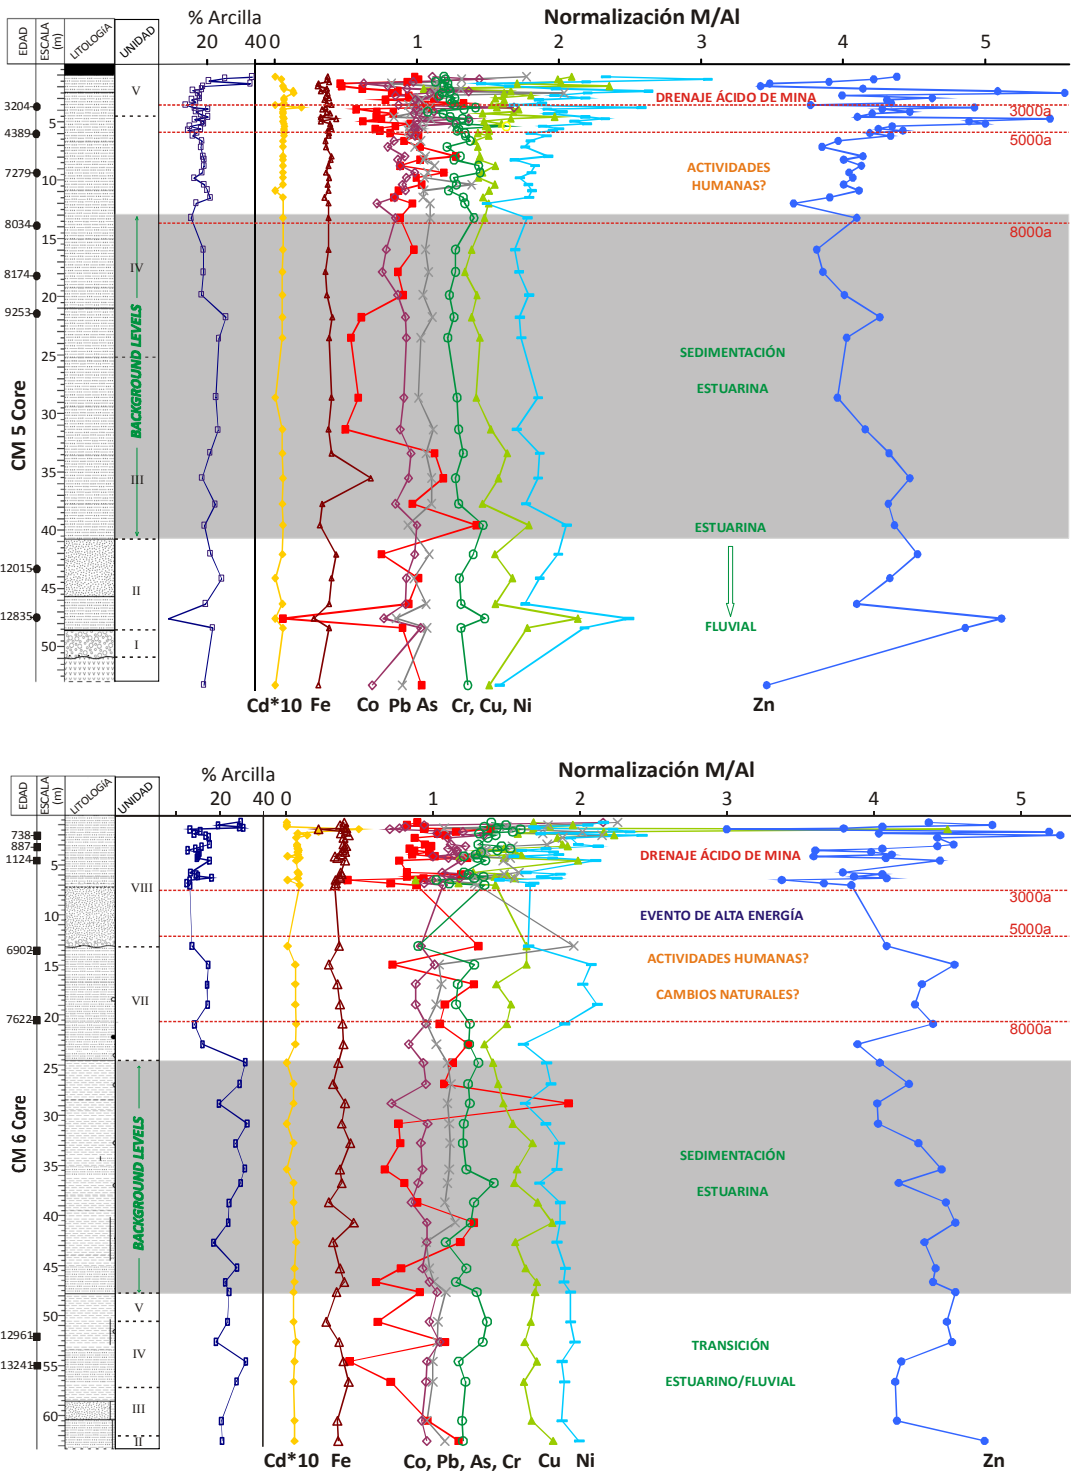 % Arcilla
Normalización M/Al
EDAD
ESCALA (m)
LITOLOGíA
UNIDAD
20 40 0 1 2 3 4 5
CM 5 Core
3204
4389
7279
8034
8174
9253
12015
12835
5
10
15
20
25
30
35
40
45
50
V
IV
III
II
I
BACKGROUND LEVELS
DRENAJE ÁCIDO DE MINA
3000a
5000a
ACTIVIDADES
HUMANAS?
8000a
SEDIMENTACIÓN
ESTUARINA
ESTUARINA
FLUVIAL
Cd*10 Fe Co Pb As Cr, Cu, Ni Zn
% Arcilla
Normalización M/Al
EDAD
ESCALA (m)
LITOLOGíA
UNIDAD
20 40 0 1 2 3 4 5
CM 6 Core
738
887
1124
6902
7622
12961
13241
5
10
15
20
25
30
35
40
45
50
55
60
VIII
VII
V
IV
III
II
BACKGROUND LEVELS
DRENAJE ÁCIDO DE MINA
3000a
EVENTO DE ALTA ENERGÍA
5000a
ACTIVIDADES HUMANAS?
CAMBIOS NATURALES?
8000a
SEDIMENTACIÓN
ESTUARINA
TRANSICIÓN
ESTUARINO/FLUVIAL
Cd*10 Fe Co, Pb, As, Cr Cu Ni Zn